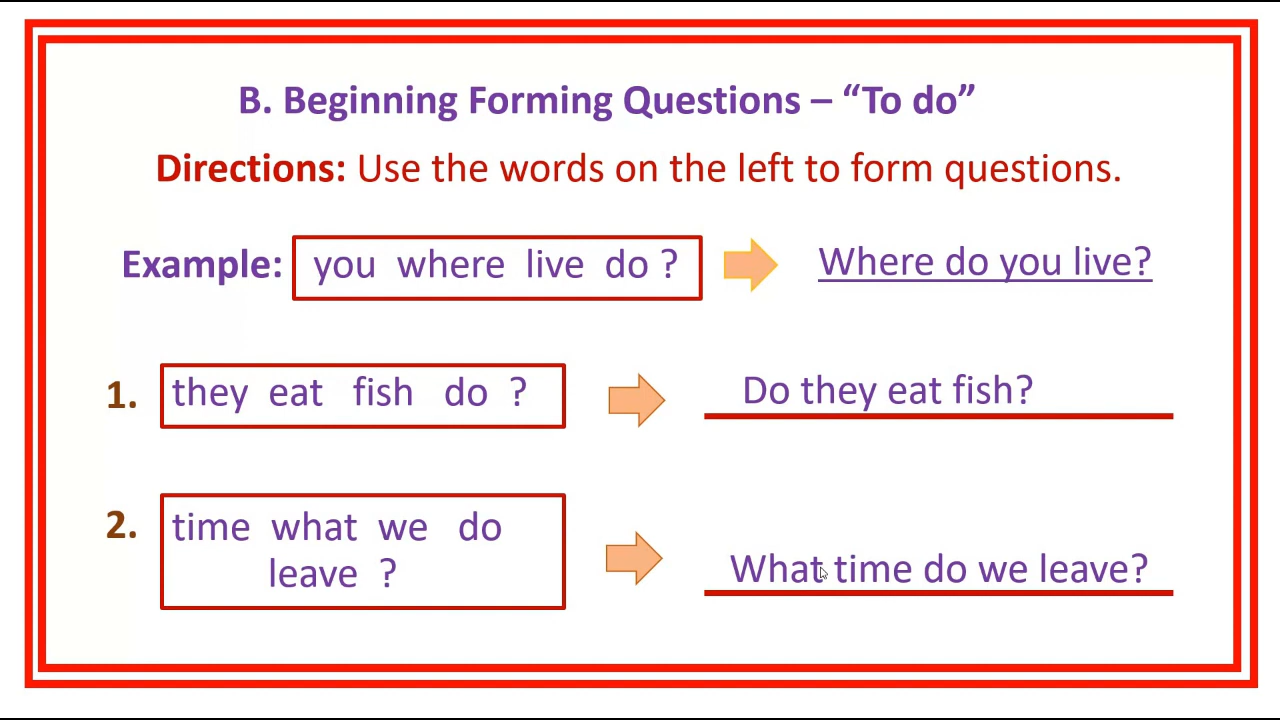 B. Beginning Forming Questions – “To do”
Directions: Use the words on the left to form questions.
Example: you where live do ? Where do you live?
1. they eat fish do ? Do they eat fish?
2. time what we do
leave ? What time do we leave?